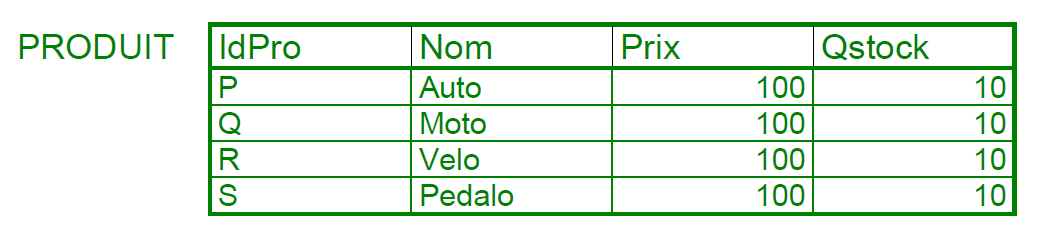 PRODUIT IdPro Nom Prix Qstock
P Auto 100 10
Q Moto 100 10
R Velo 100 10
S Pedalo 100 10